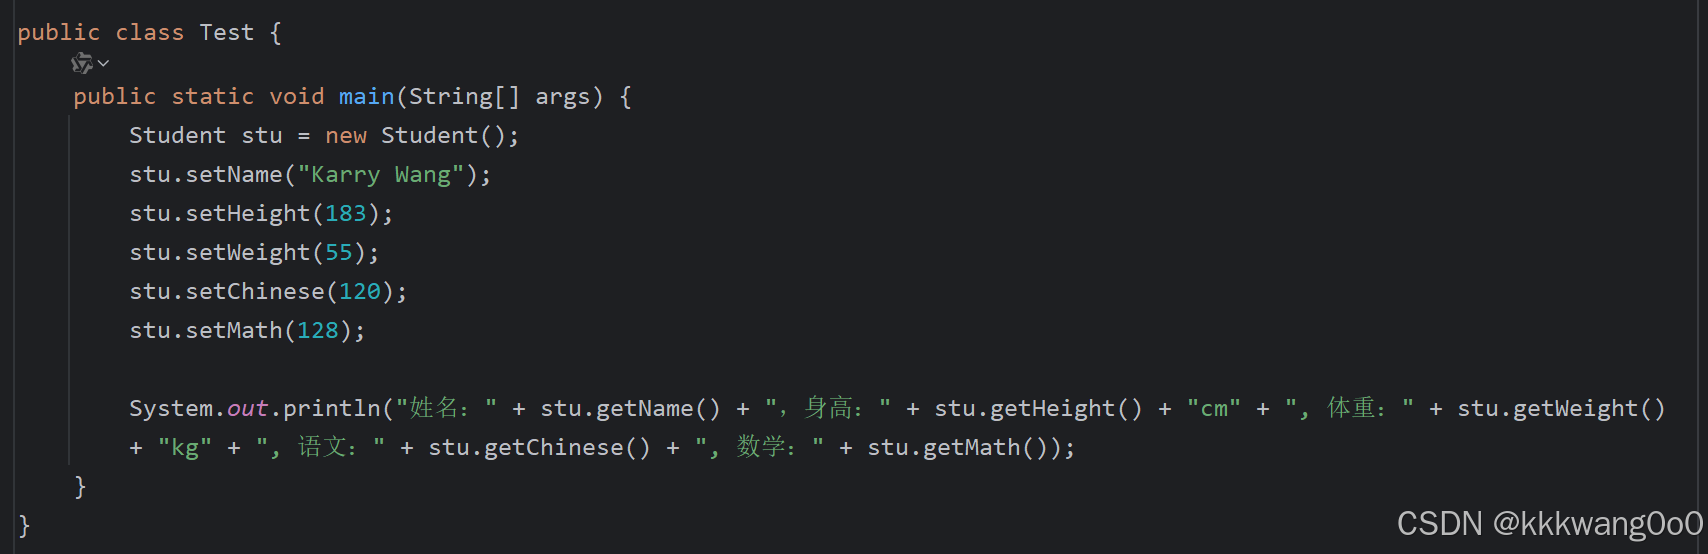 public class Test {
public static void main(String[] args) {
Student stu = new Student();
stu.setName("Karry Wang");
stu.setHeight(183);
stu.setWeight(55);
stu.setChinese(120);
stu.setMath(128);
System.out.println("姓名：" + stu.getName() + "，身高：" + stu.getHeight() + "cm" + ", 体重：" + stu.getWeight()
+ "kg" + ", 语文：" + stu.getChinese() + ", 数学：" + stu.getMath());
}
}
CSDN @kkkwang0o0